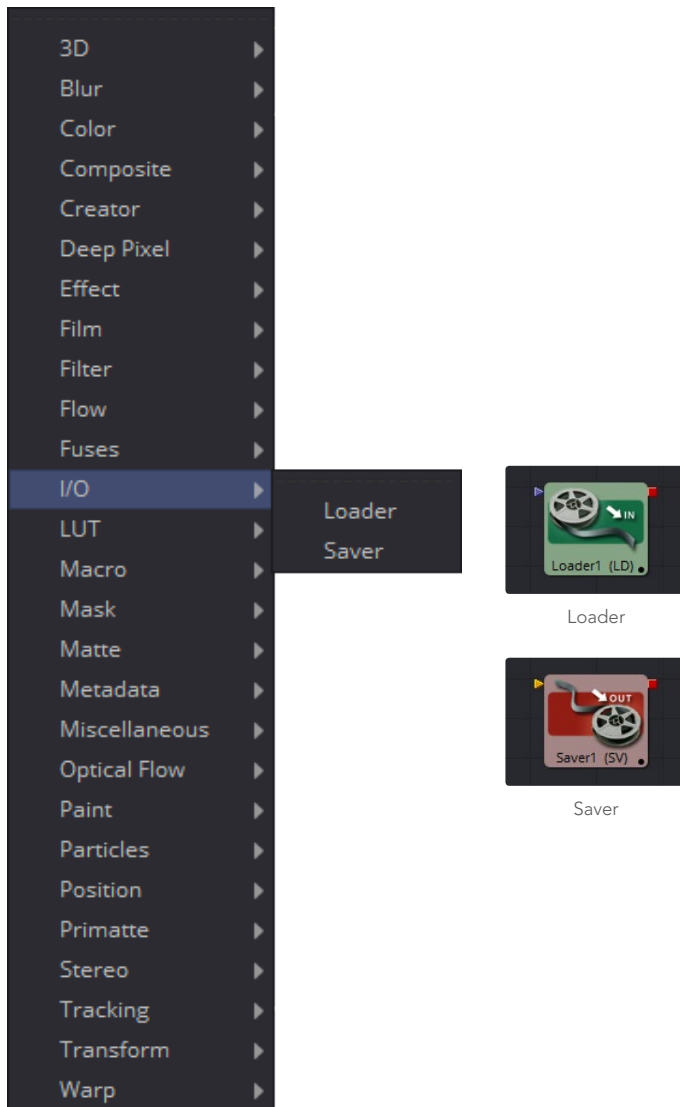 3D
Blur
Color
Composite
Creator
Deep Pixel
Effect
Film
Filter
Flow
Fuses
I/O
LUT
Macro
Mask
Matte
Metadata
Miscellaneous
Optical Flow
Paint
Particles
Position
Primatte
Stereo
Tracking
Transform
Warp
Loader
Saver
IN
Loader1 (LD)
Loader
OUT
Saver1 (SV)
Saver